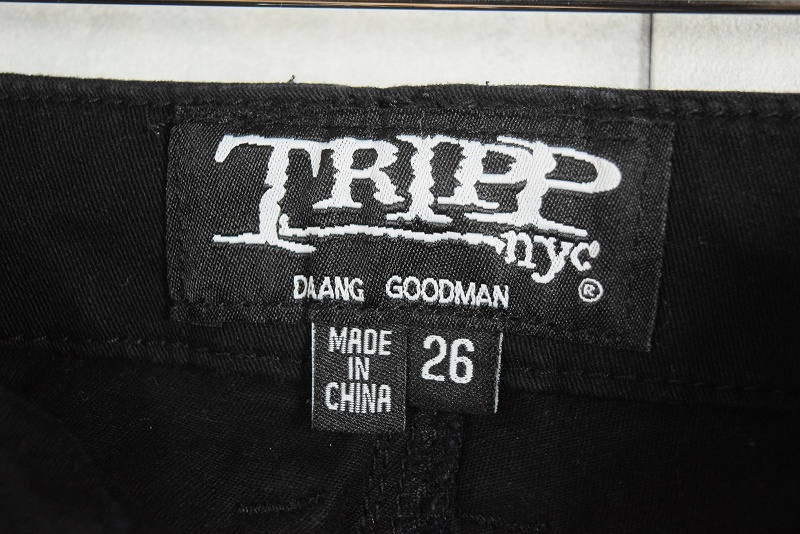 TRIPP
nyc®
DAANG GOODMAN
MADE
IN
CHINA
26